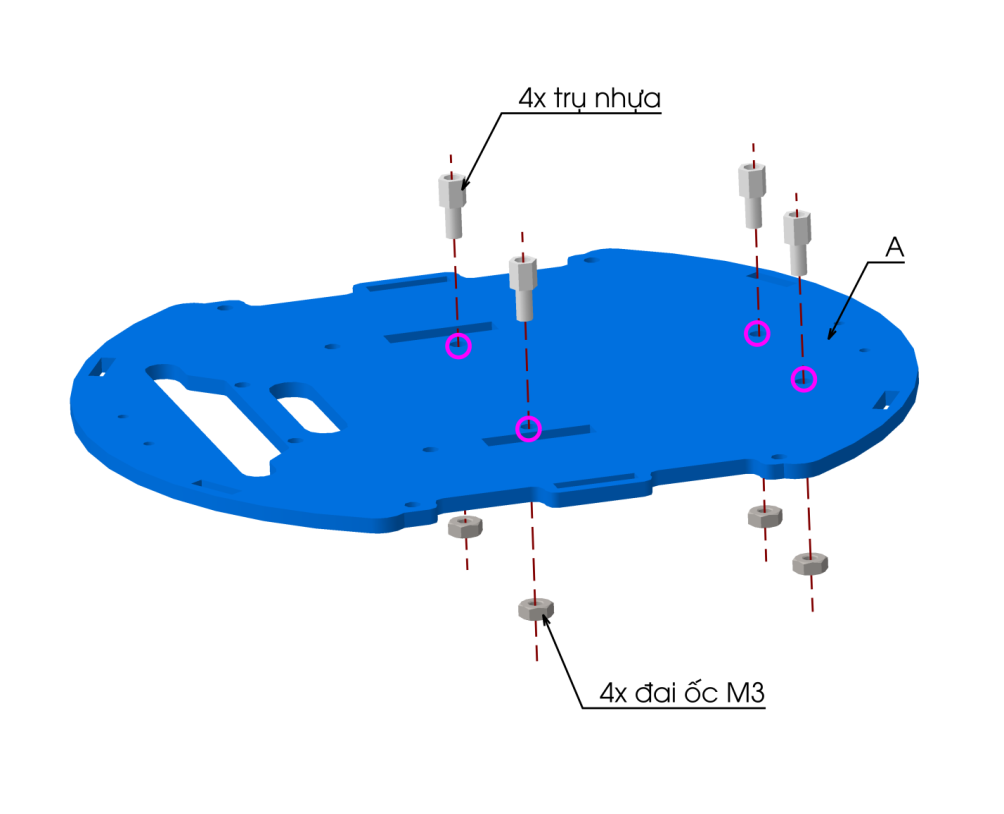 4x trụ nhựa
A
4x đai ốc M3